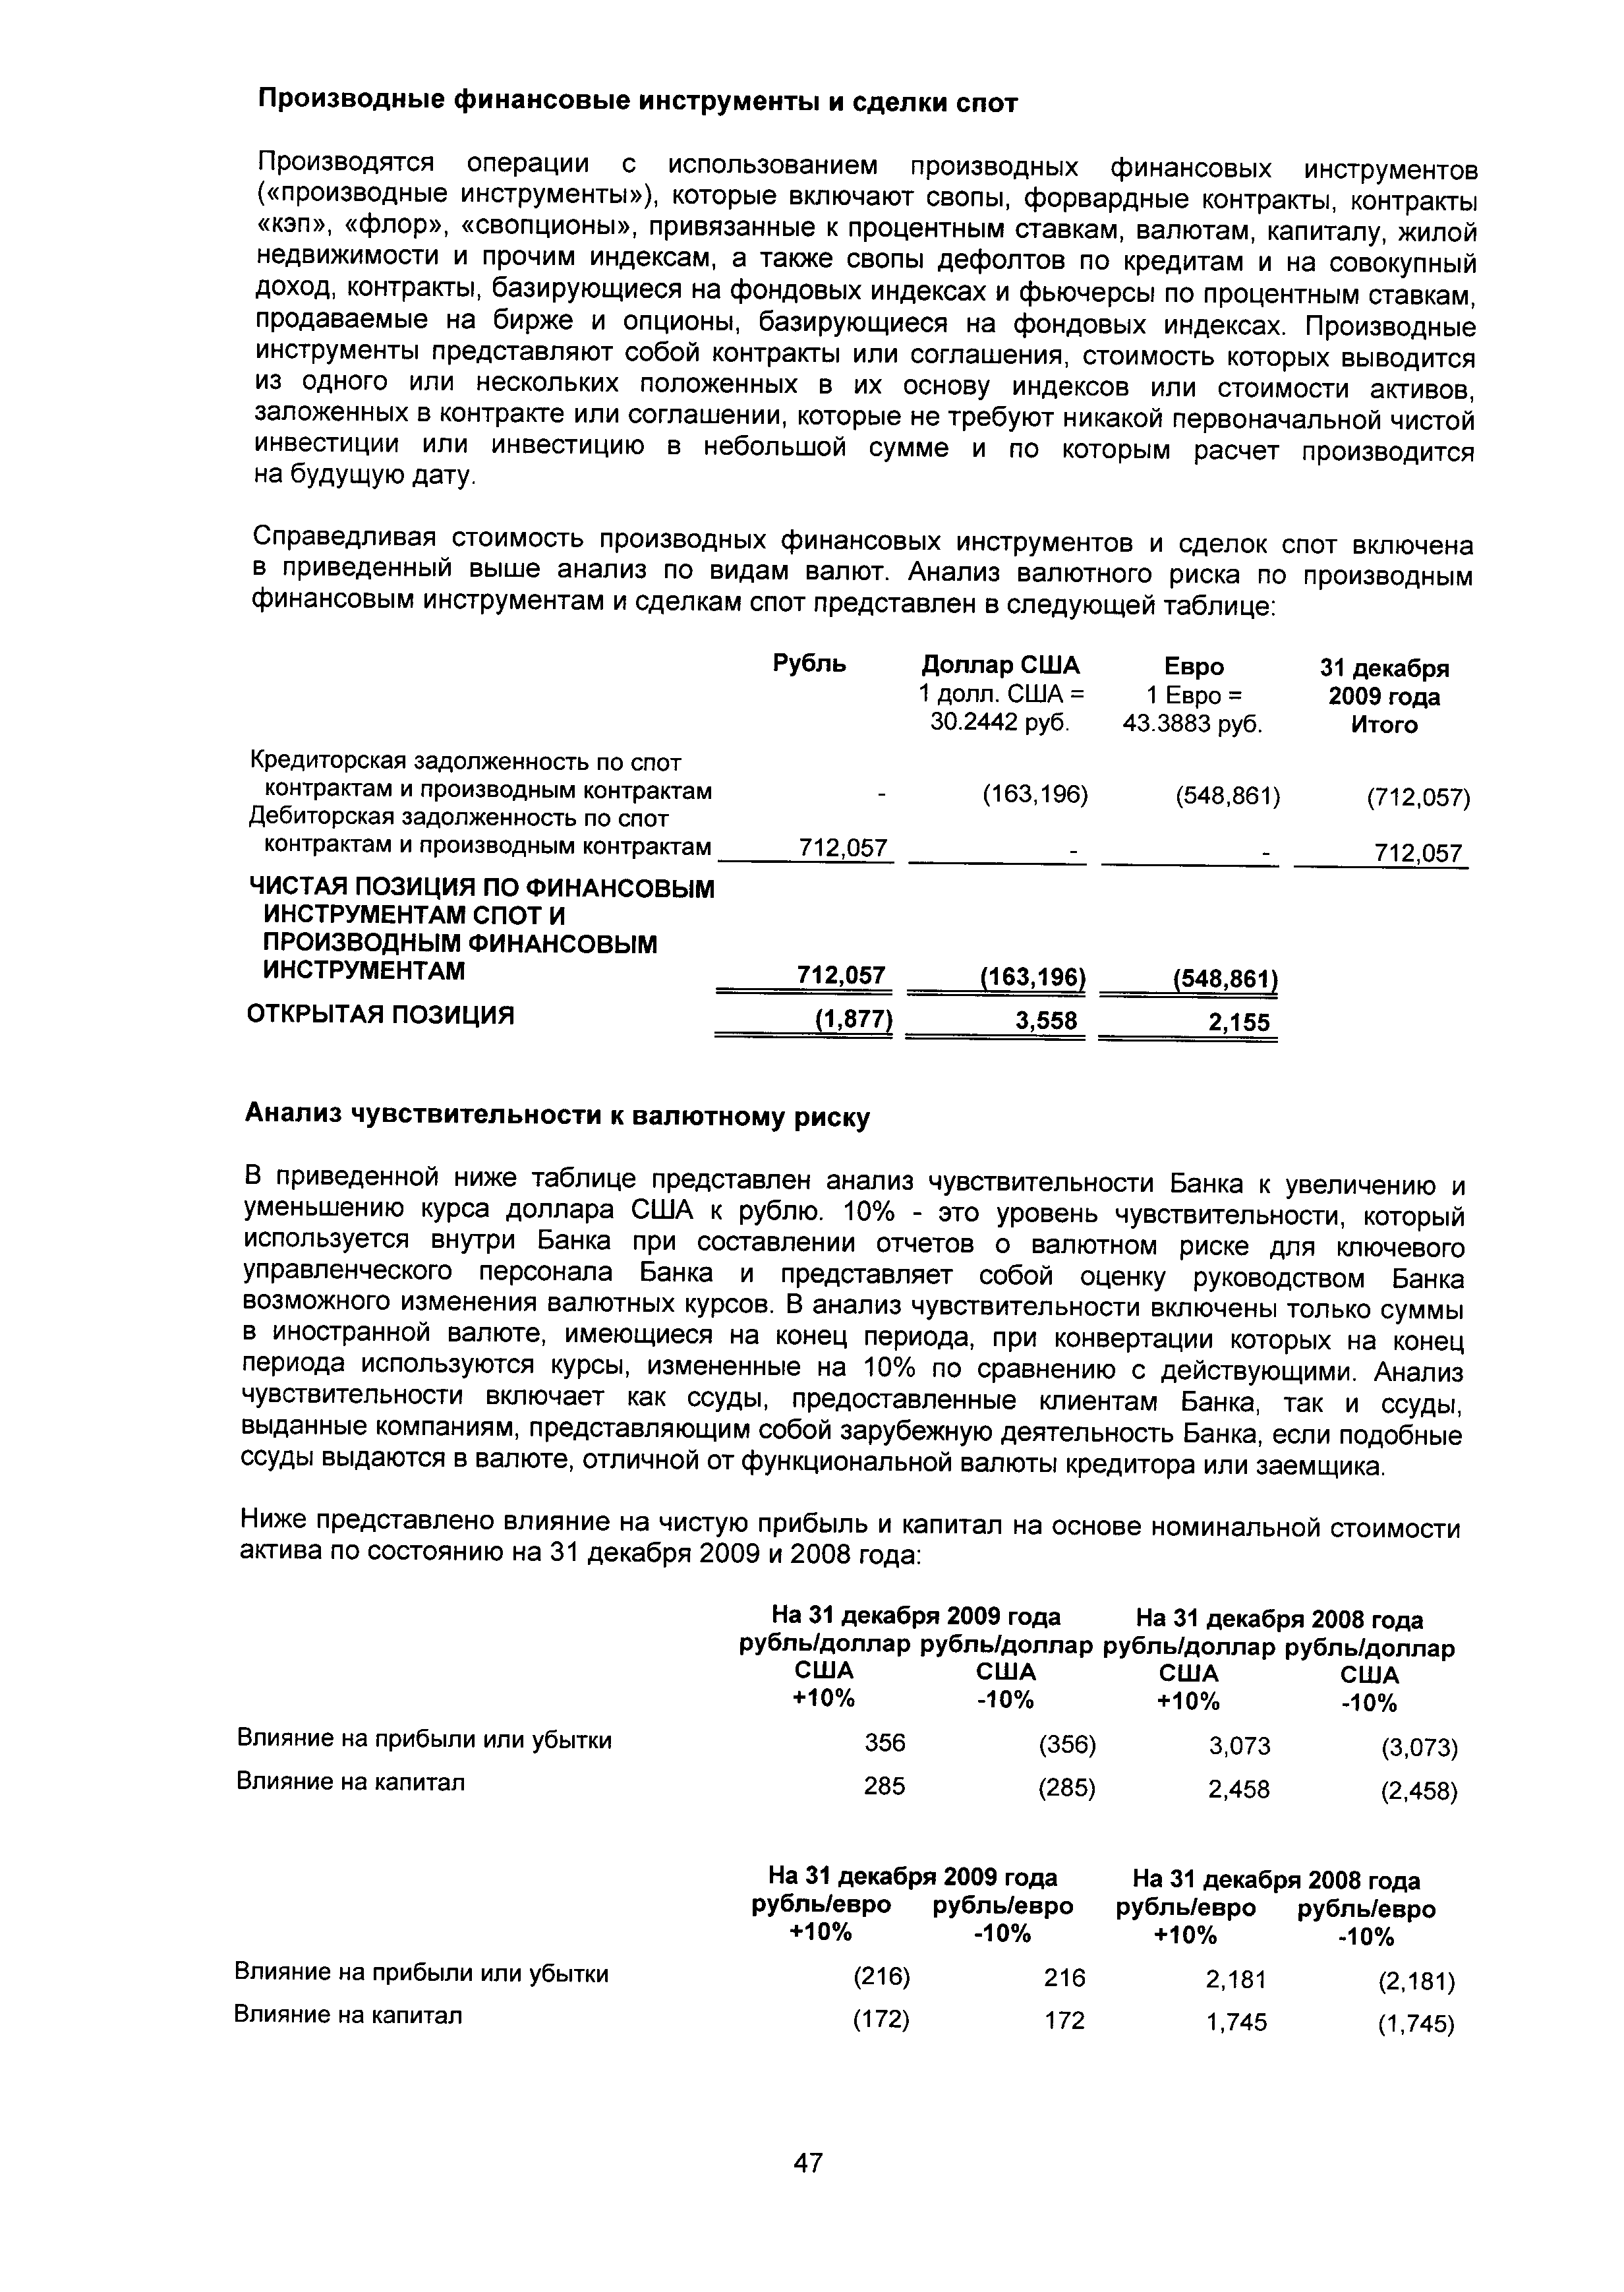 Производные финансовые инструменты и сделки спот
Производятся операции с использованием производных финансовых инструментов
(«производные инструменты»), которые включают свопы, форвардные контракты, контракты
«кэп», «флор», «свопционы», привязанные к процентным ставкам, валютам, капиталу, жилой
недвижимости и прочим индексам, а также свопы дефолтов по кредитам и на совокупный
доход, контракты, базирующиеся на фондовых индексах и фьючерсы по процентным ставкам,
продаваемые на бирже и опционы, базирующиеся на фондовых индексах. Производные
инструменты представляют собой контракты или соглашения, стоимость которых выводится
из одного или нескольких положенных в их основу индексов или стоимости активов,
заложенных в контракте или соглашении, которые не требуют никакой первоначальной чистой
инвестиции или инвестицию в небольшой сумме и по которым расчет производится
на будущую дату.
Справедливая стоимость производных финансовых инструментов и сделок спот включена
в приведенный выше анализ по видам валют. Анализ валютного риска по производным
финансовым инструментам и сделкам спот представлен в следующей таблице:
Рубль Доллар США Евро 31 декабря
1 долл. США = 1 Евро = 2009 года
30.2442 руб. 43.3883 руб. Итого
Кредиторская задолженность по спот
контрактам и производным контрактам - (163,196) (548,861) (712,057)
Дебиторская задолженность по спот
контрактам и производным контрактам 712,057 - - 712,057
ЧИСТАЯ ПОЗИЦИЯ ПО ФИНАНСОВЫМ
ИНСТРУМЕНТАМ СПОТ И
ПРОИЗВОДНЫМ ФИНАНСОВЫМ
ИНСТРУМЕНТАМ 712,057 (163,196) (548,861)
ОТКРЫТАЯ ПОЗИЦИЯ (1,877) 3,558 2,155
Анализ чувствительности к валютному риску
В приведенной ниже таблице представлен анализ чувствительности Банка к увеличению и
уменьшению курса доллара США к рублю. 10% - это уровень чувствительности, который
используется внутри Банка при составлении отчетов о валютном риске для ключевого
управленческого персонала Банка и представляет собой оценку руководством Банка
возможного изменения валютных курсов. В анализ чувствительности включены только суммы
в иностранной валюте, имеющиеся на конец периода, при конвертации которых на конец
периода используются курсы, измененные на 10% по сравнению с действующими. Анализ
чувствительности включает как ссуды, предоставленные клиентам Банка, так и ссуды,
выданные компаниям, представляющим собой зарубежную деятельность Банка, если подобные
ссуды выдаются в валюте, отличной от функциональной валюты кредитора или заемщика.
Ниже представлено влияние на чистую прибыль и капитал на основе номинальной стоимости
актива по состоянию на 31 декабря 2009 и 2008 года:
На 31 декабря 2009 года На 31 декабря 2008 года
рубль/доллар рубль/доллар рубль/доллар рубль/доллар
США США США США
+10% -10% +10% -10%
Влияние на прибыли или убытки 356 (356) 3,073 (3,073)
Влияние на капитал 285 (285) 2,458 (2,458)
На 31 декабря 2009 года На 31 декабря 2008 года
рубль/евро рубль/евро рубль/евро рубль/евро
+10% -10% +10% -10%
Влияние на прибыли или убытки (216) 216 2,181 (2,181)
Влияние на капитал (172) 172 1,745 (1,745)
47